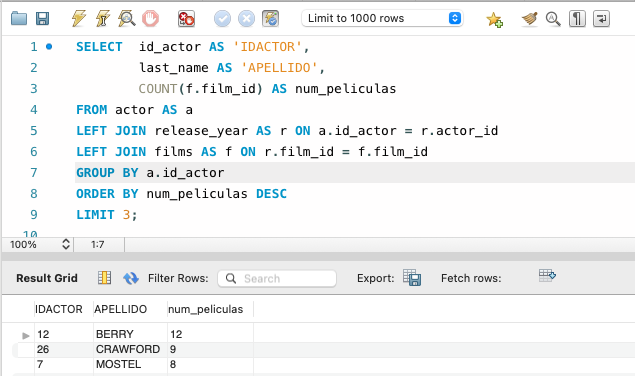 Limit to 1000 rows
1 SELECT id_actor AS 'IDACTOR',
2 last_name AS 'APELLIDO',
3 COUNT(f.film_id) AS num_peliculas
4 FROM actor AS a
5 LEFT JOIN release_year AS r ON a.id_actor = r.actor_id
6 LEFT JOIN films AS f ON r.film_id = f.film_id
7 GROUP BY a.id_actor
8 ORDER BY num_peliculas DESC
9 LIMIT 3;
10
100% 1:7
Result Grid Filter Rows: Search Export: Fetch rows:
IDACTOR APELLIDO num_peliculas
12 BERRY 12
26 CRAWFORD 9
7 MOSTEL 8